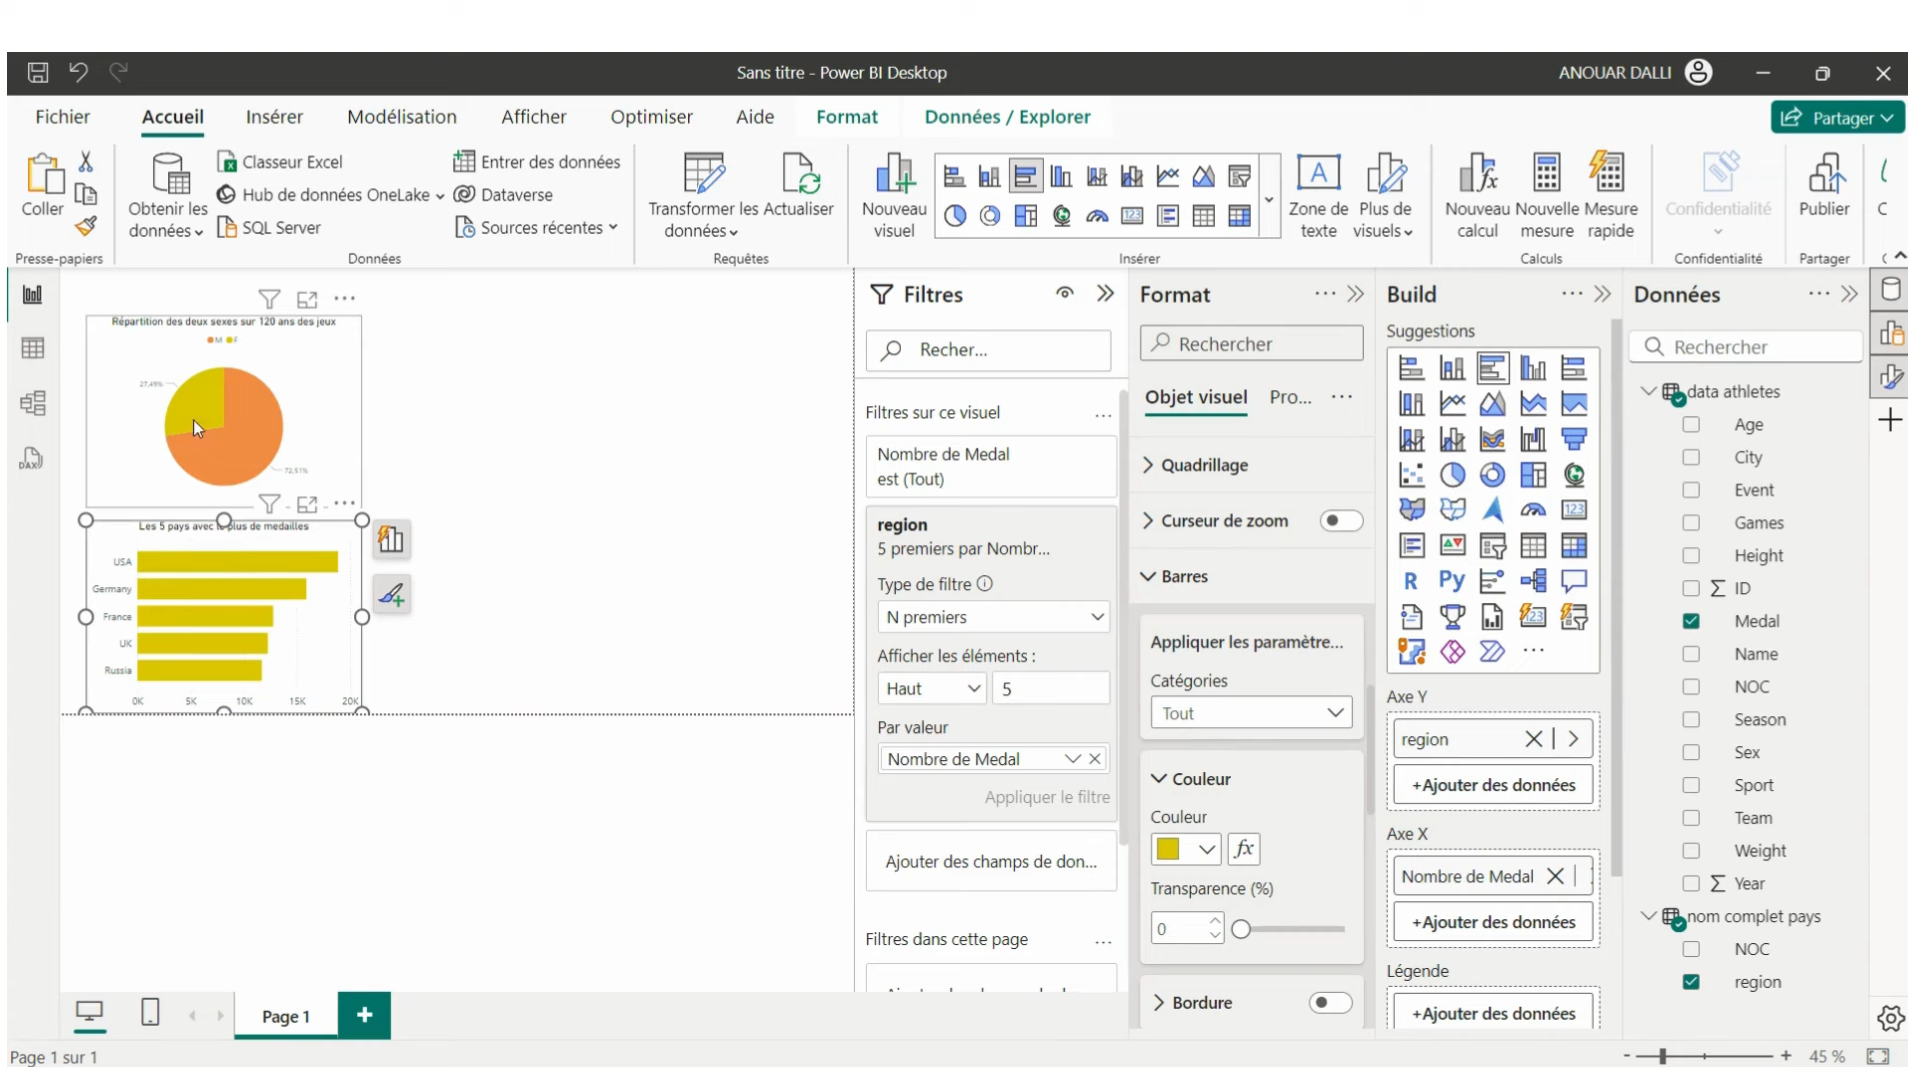 Sans titre - Power BI Desktop
ANOUAR DALLI
Fichier
Accueil
Insérer
Modélisation
Afficher
Optimiser
Aide
Format
Données / Explorer
Partager
Coller
Presse-papiers
Obtenir les
données
Classeur Excel
Hub de données OneLake
SQL Server
Entrer des données
Dataverse
Sources récentes
Données
Transformer les
données
Actualiser
Requêtes
Nouveau
visuel
Zone de
texte
Plus de
visuels
Insérer
Nouveau
calcul
Nouvelle
mesure
Mesure
rapide
Calculs
Confidentialité
Confidentialité
Publier
Partager
Répartition des deux sexes sur 120 ans des jeux
M F
27,49%
72,51%
Les 5 pays avec le plus de medailles
USA
Germany
France
UK
Russia
0K 5K 10K 15K 20K
Filtres
Recher...
Filtres sur ce visuel
Nombre de Medal
est (Tout)
region
5 premiers par Nombr...
Type de filtre
N premiers
Afficher les éléments :
Haut
5
Par valeur
Nombre de Medal
Appliquer le filtre
Ajouter des champs de don...
Filtres dans cette page
Format
Rechercher
Objet visuel
Pro...
Quadrillage
Curseur de zoom
Barres
Appliquer les paramètre...
Catégories
Tout
Couleur
Couleur
fx
Transparence (%)
0
Bordure
Build
Suggestions
123
R
Py
123
Axe Y
region
+Ajouter des données
Axe X
Nombre de Medal
+Ajouter des données
Légende
+Ajouter des données
Données
Rechercher
data athletes
Age
City
Event
Games
Height
∑ ID
Medal
Name
NOC
Season
Sex
Sport
Team
Weight
∑ Year
nom complet pays
NOC
region
DAX
Page 1
Page 1 sur 1
- + 45 %